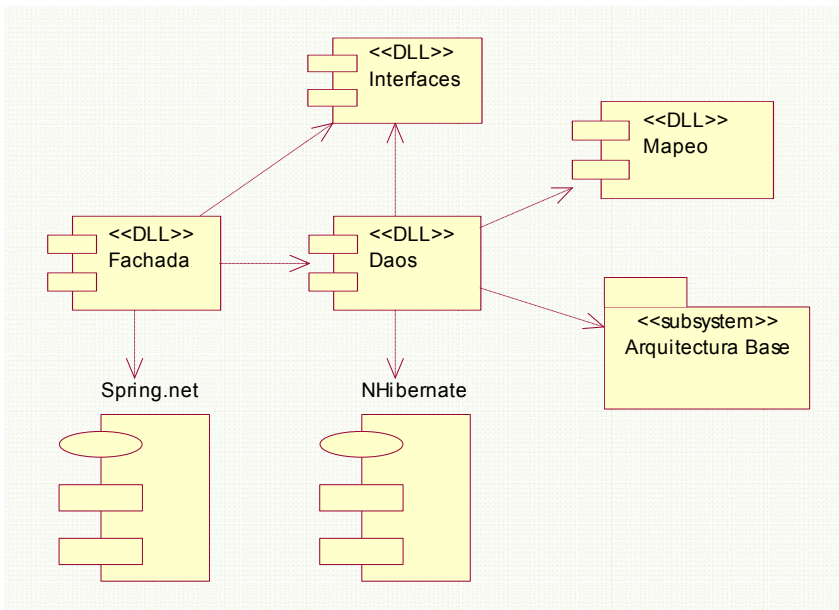 <<DLL>>
Interfaces
<<DLL>>
Mapeo
<<DLL>>
Fachada
<<DLL>>
Daos
<<subsystem>>
Arquitectura Base
Spring.net
NHibernate